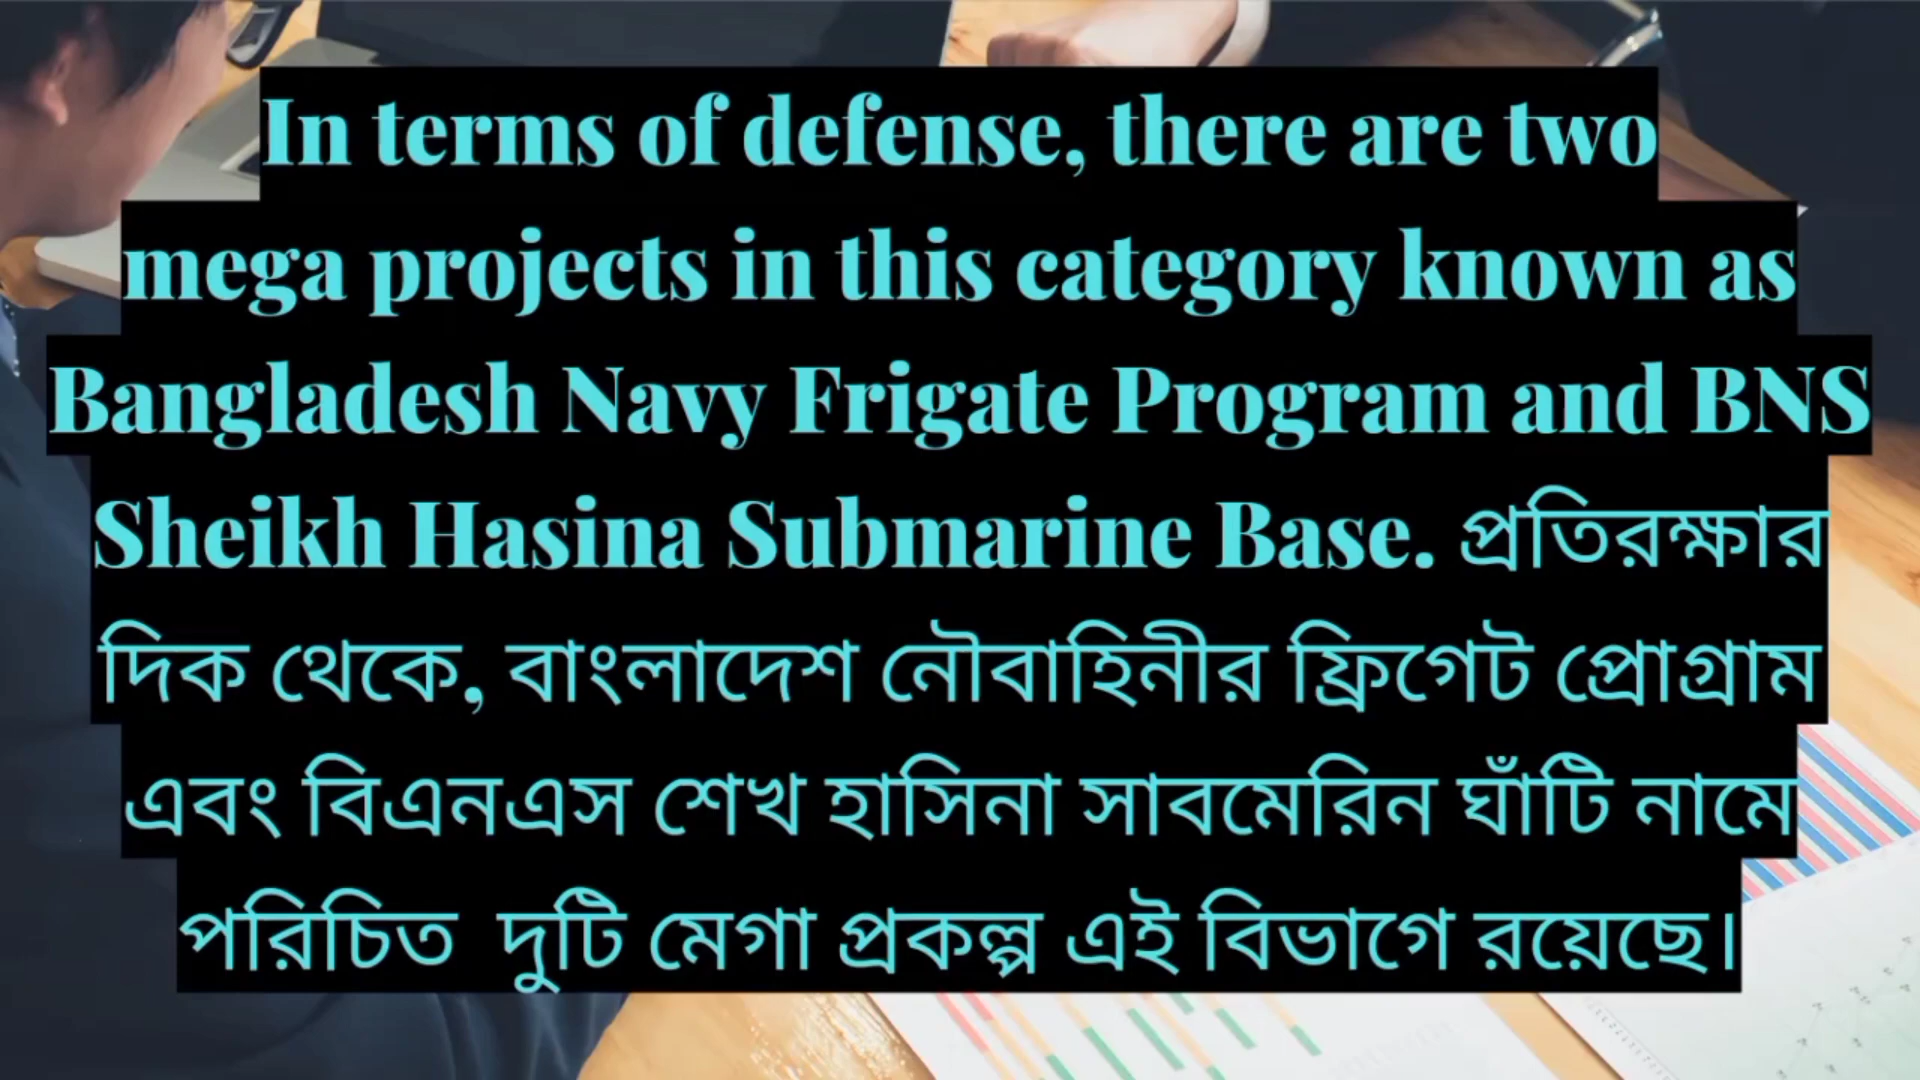 In terms of defense, there are two
mega projects in this category known as
Bangladesh Navy Frigate Program and BNS
Sheikh Hasina Submarine Base. প্রতিরক্ষার
দিক থেকে, বাংলাদেশ নৌবাহিনীর ফ্রিগেট প্রোগ্রাম
এবং বিএনএস শেখ হাসিনা সাবমেরিন ঘাঁটি নামে
পরিচিত  দুটি মেগা প্রকল্প এই বিভাগে রয়েছে।